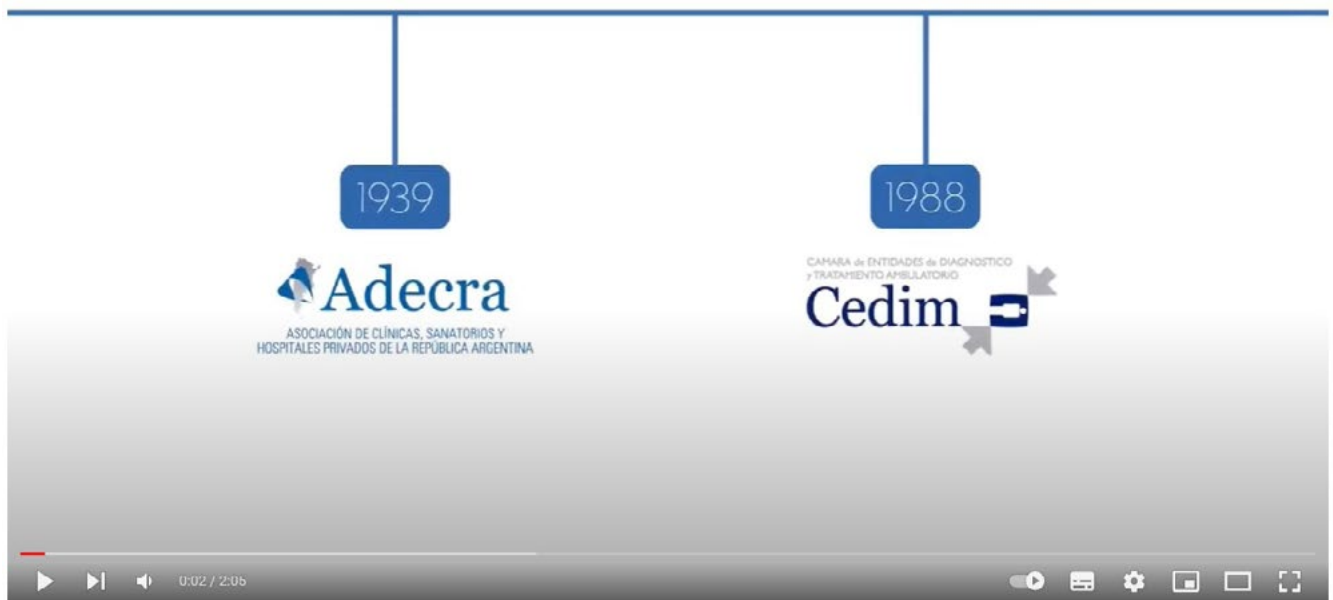 1939
Adecra
ASOCIACIÓN DE CLÍNICAS, SANATORIOS Y
HOSPITALES PRIVADOS DE LA REPÚBLICA ARGENTINA
1988
CAMARA de ENTIDADES de DIAGNOSTICO
y TRATAMIENTO AMBULATORIO
Cedim
0:02 / 2:05